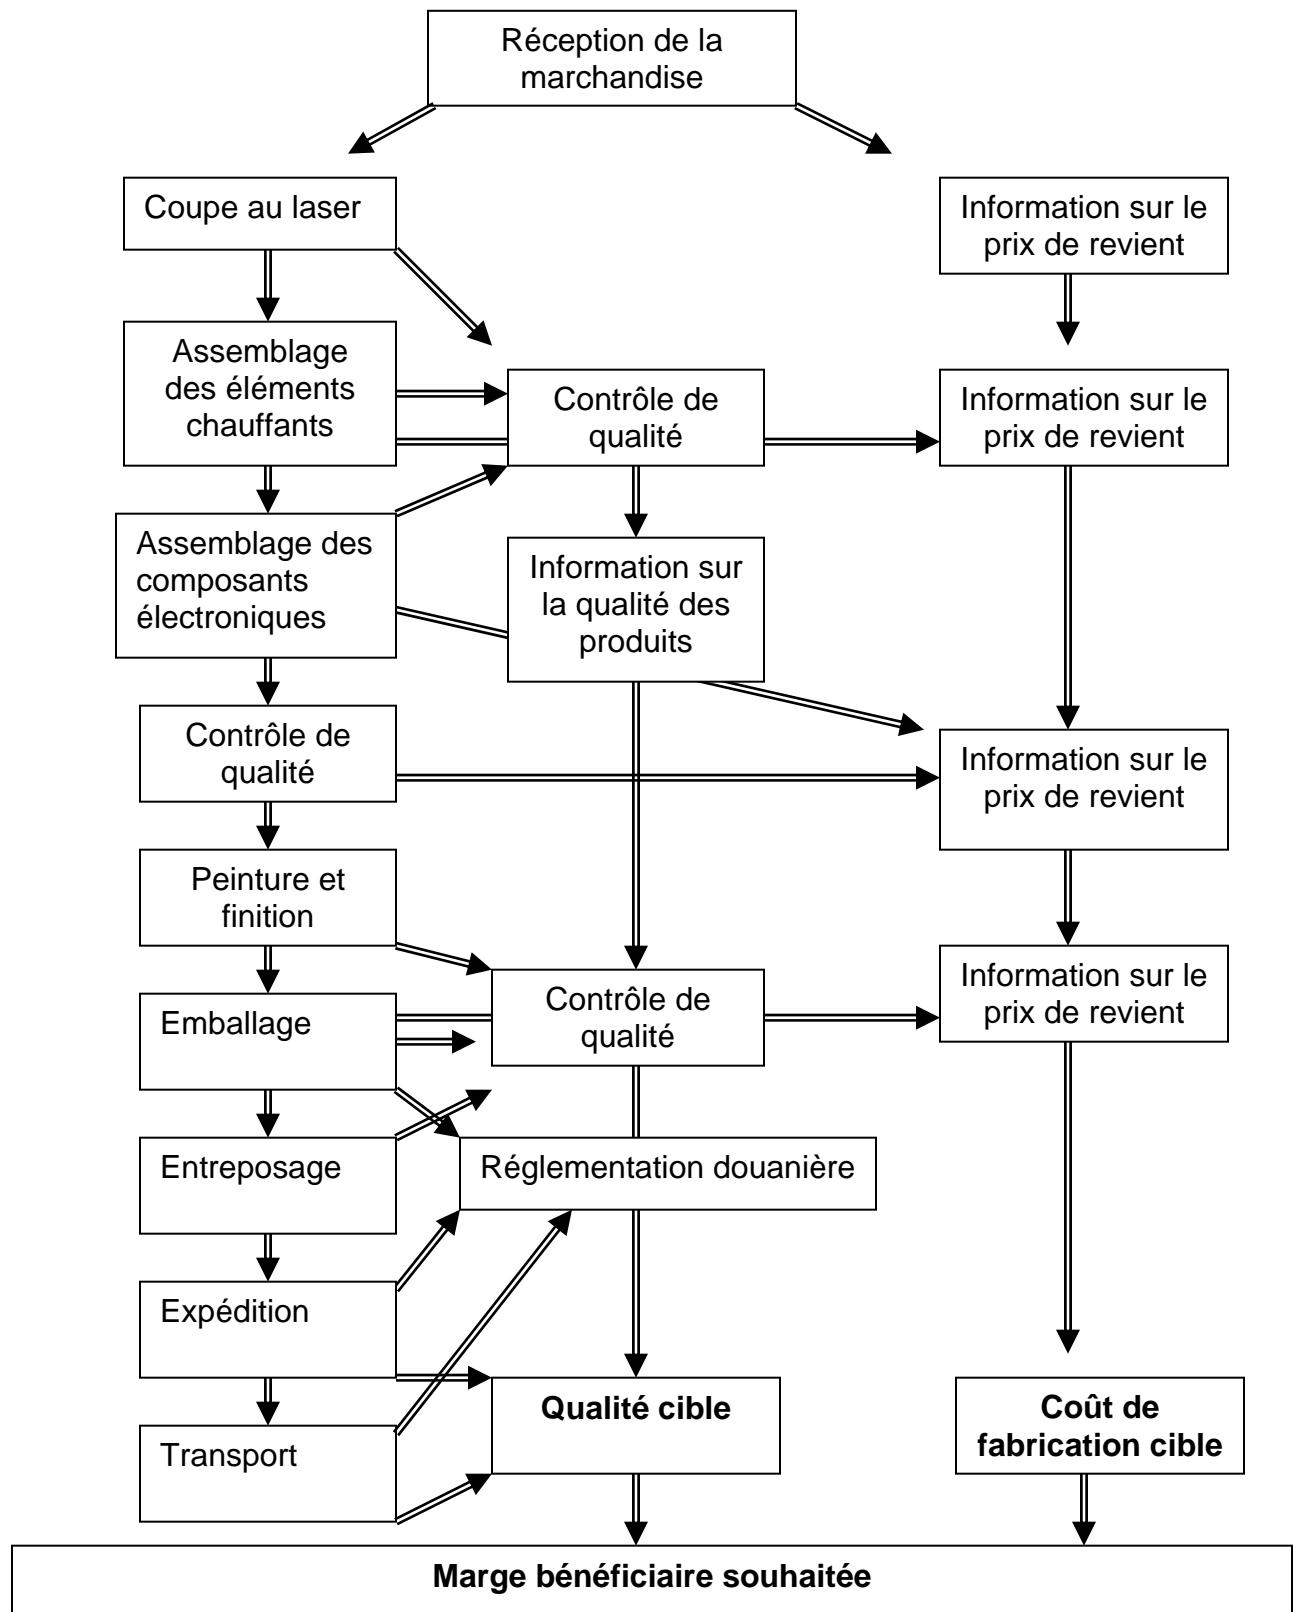 Réception de la
marchandise
Coupe au laser
Information sur le
prix de revient
Assemblage
des éléments
chauffants
Contrôle de
qualité
Information sur le
prix de revient
Assemblage des
composants
électroniques
Information sur
la qualité des
produits
Contrôle de
qualité
Information sur le
prix de revient
Peinture et
finition
Emballage
Contrôle de
qualité
Information sur le
prix de revient
Entreposage
Réglementation douanière
Expédition
Qualité cible
Coût de
fabrication cible
Transport
Marge bénéficiaire souhaitée